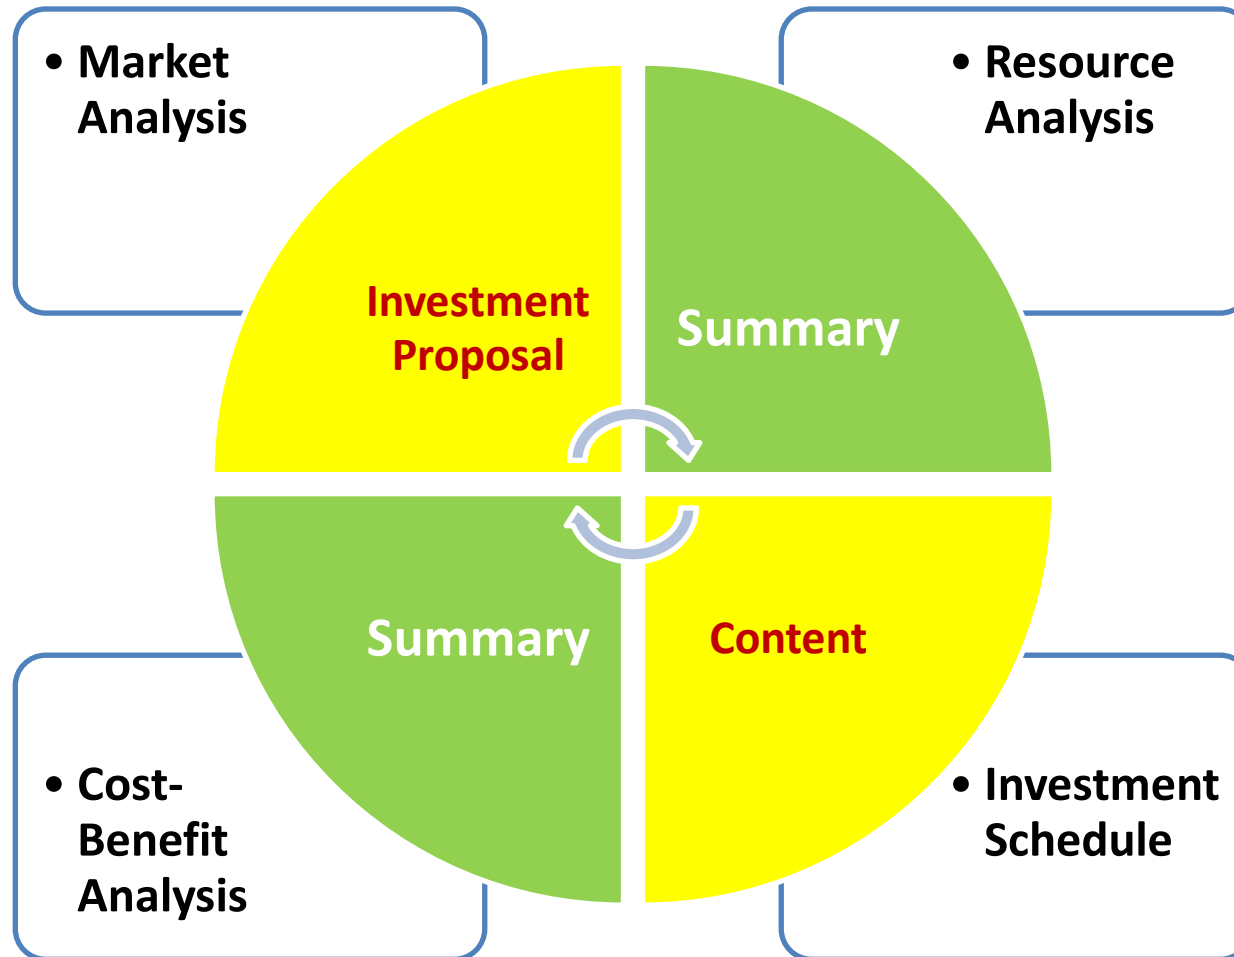 • Market
Analysis
• Resource
Analysis
Investment
Proposal
Summary
Summary
Content
• Cost-
Benefit
Analysis
• Investment
Schedule